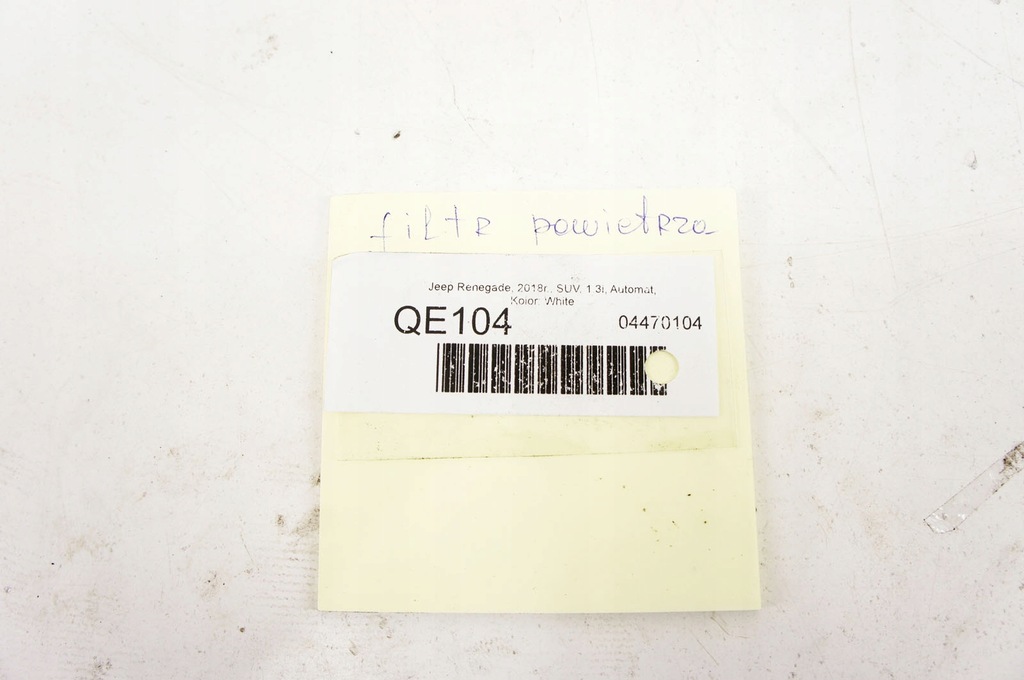 filtr powietrza
Jeep Renegade, 2018r., SUV, 1.3i, Automat,
Kolor: White
QE104 04470104